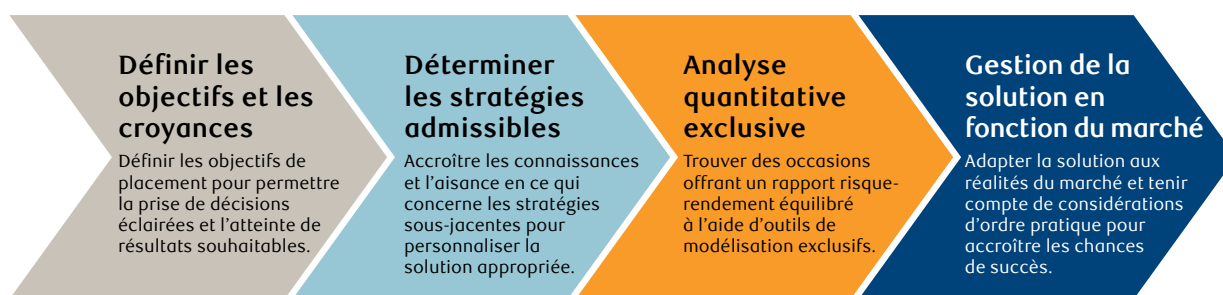 Définir les
objectifs et les
croyances
Définir les objectifs de
placement pour permettre
la prise de décisions
éclairées et l'atteinte de
résultats souhaitables.
Déterminer
les stratégies
admissibles
Accroître les connaissances
et l'aisance en ce qui
concerne les stratégies
sous-jacentes pour
personnaliser la
solution appropriée.
Analyse
quantitative
exclusive
Trouver des occasions
offrant un rapport risque-
rendement équilibré
à l'aide d'outils de
modélisation exclusifs.
Gestion de la
solution en
fonction du marché
Adapter la solution aux
réalités du marché et tenir
compte de considérations
d'ordre pratique pour
accroître les chances
de succès.